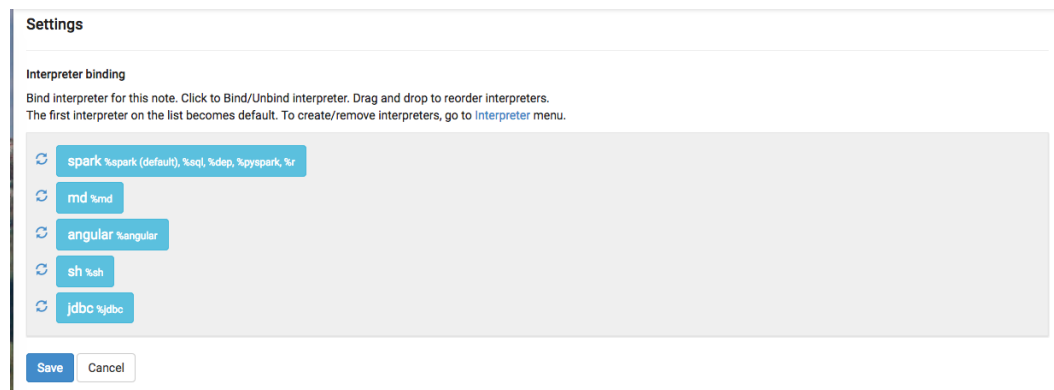 Settings
Interpreter binding
Bind interpreter for this note. Click to Bind/Unbind interpreter. Drag and drop to reorder interpreters.
The first interpreter on the list becomes default. To create/remove interpreters, go to Interpreter menu.
spark %spark (default), %sql, %dep, %pyspark, %r
md %md
angular %angular
sh %sh
jdbc %jdbc
Save Cancel